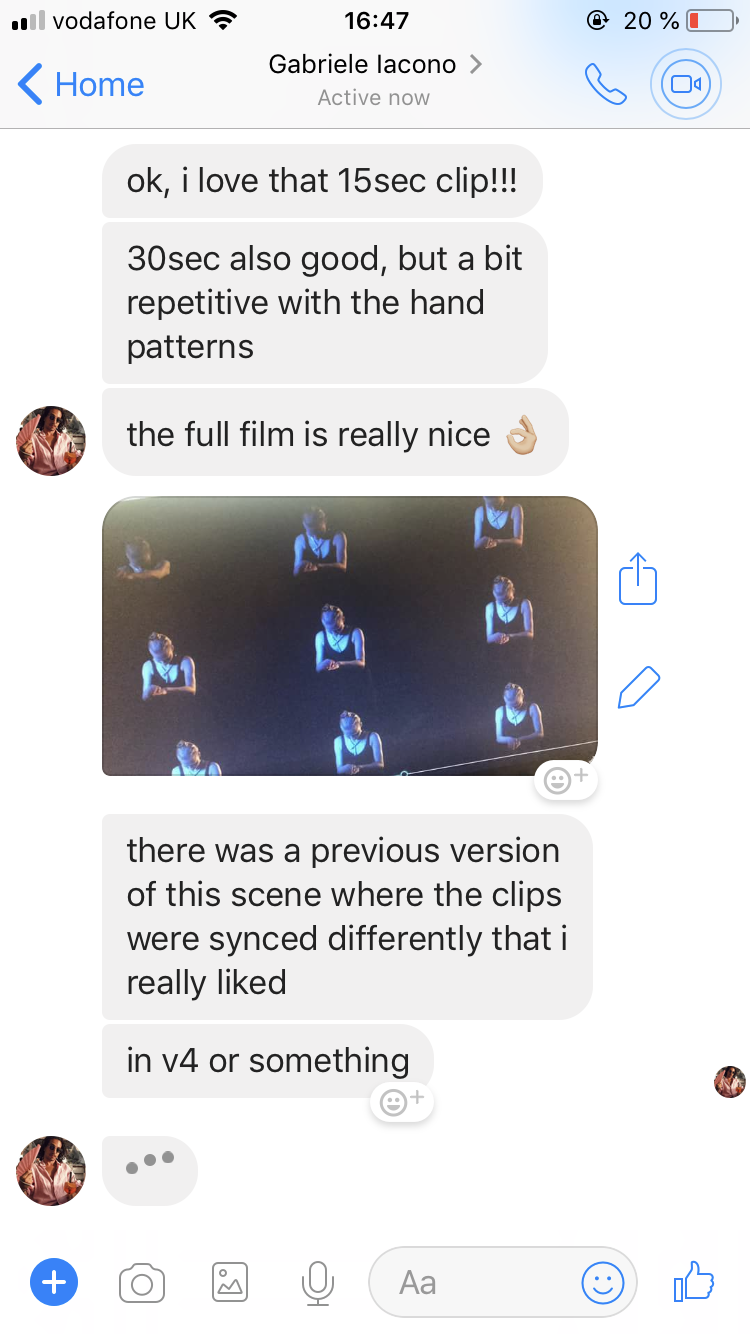 vodafone UK 16:47 20 %
Home Gabriele Iacono
Active now
ok, i love that 15sec clip!!!
30sec also good, but a bit
repetitive with the hand
patterns
the full film is really nice 👌🏼
there was a previous version
of this scene where the clips
were synced differently that i
really liked
in v4 or something
Aa